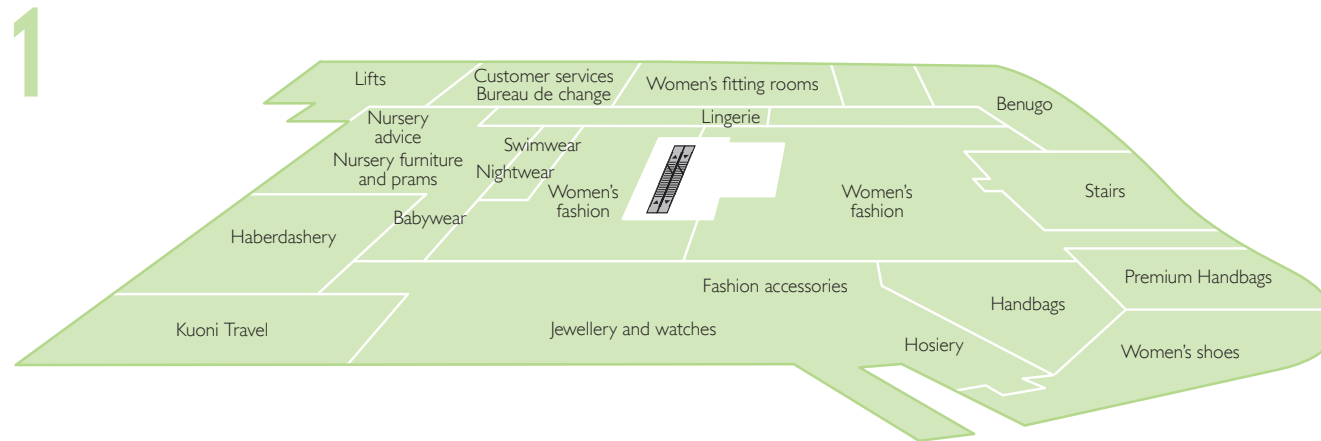 1
Lifts
Customer services
Bureau de change
Women's fitting rooms
Benugo
Nursery
advice
Lingerie
Nursery furniture
and prams
Swimwear
Nightwear
Women's
fashion
Women's
fashion
Stairs
Babywear
Haberdashery
Fashion accessories
Premium Handbags
Handbags
Kuoni Travel
Jewellery and watches
Hosiery
Women's shoes